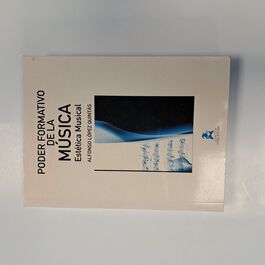 PODER FORMATIVO
DE LA
MÚSICA
Estética Musical
ALFONSO LÓPEZ QUINTÁS